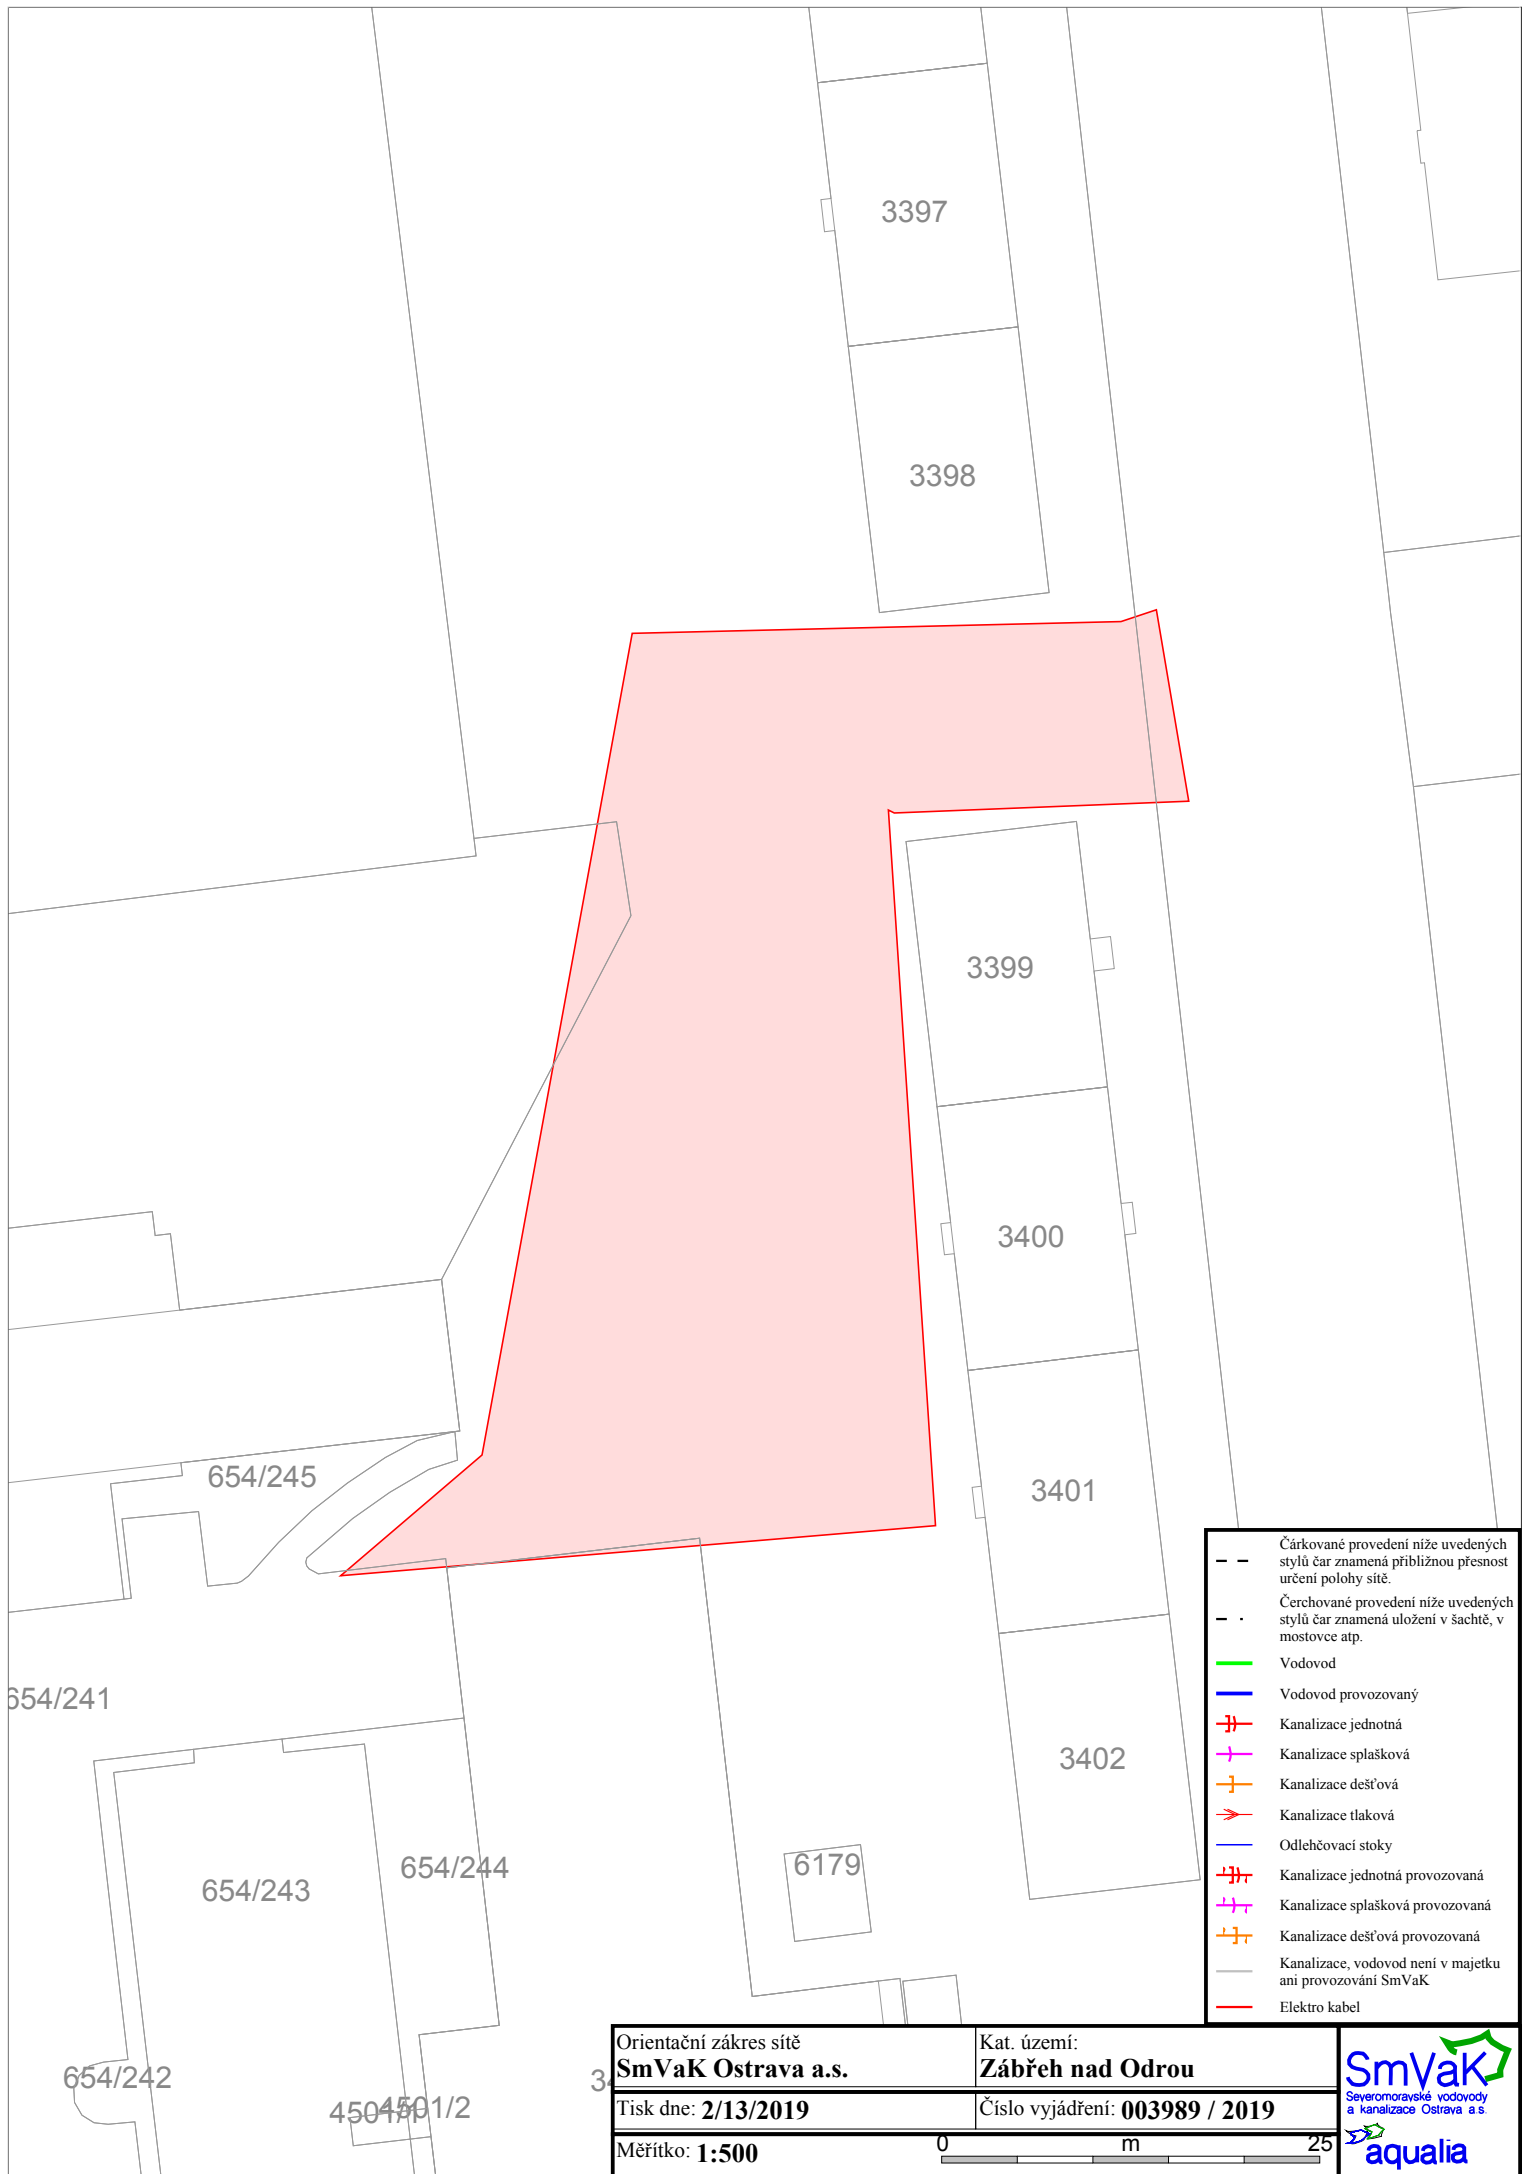 3397
3398
3399
3400
654/245
3401
654/241
3402
6179
654/244
654/243
654/242
4501/1
4501/2
Čárkované provedení níže uvedených
stylů čar znamená přibližnou přesnost
určení polohy sítě.
Čerchované provedení níže uvedených
stylů čar znamená uložení v šachtě, v
mostovce atp.
Vodovod
Vodovod provozovaný
Kanalizace jednotná
Kanalizace splašková
Kanalizace dešťová
Kanalizace tlaková
Odlehčovací stoky
Kanalizace jednotná provozovaná
Kanalizace splašková provozovaná
Kanalizace dešťová provozovaná
Kanalizace, vodovod není v majetku
ani provozování SmVaK
Elektro kabel
Orientační zákres sítě
SmVaK Ostrava a.s.
Kat. území:
Zábřeh nad Odrou
Tisk dne: 2/13/2019
Číslo vyjádření: 003989 / 2019
Měřítko: 1:500
0 m 25
SmVaK
Severomoravské vodovody
a kanalizace Ostrava a.s.
aqualia